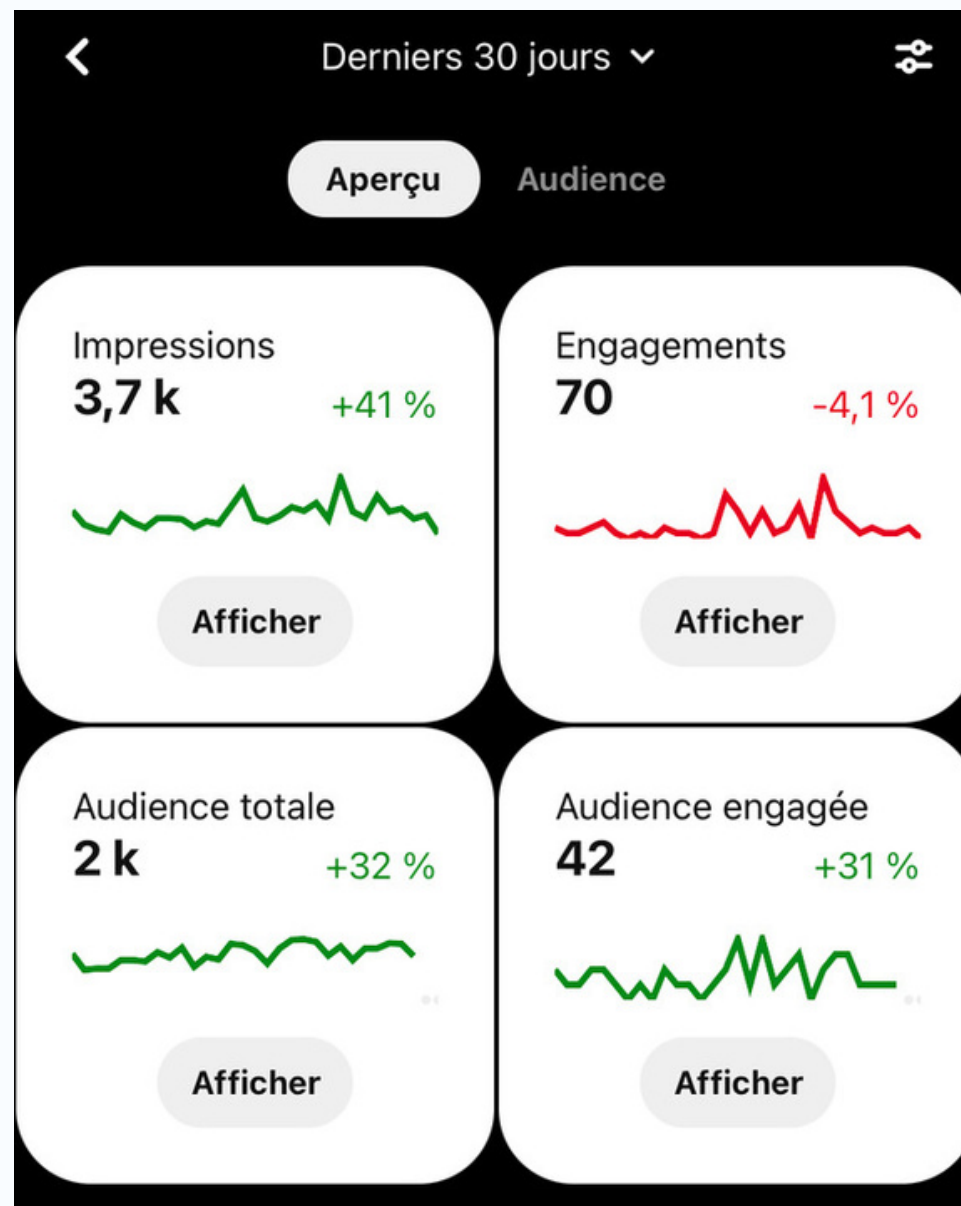 Derniers 30 jours
Aperçu
Audience
Impressions
3,7 k
+41 %
Afficher
Engagements
70
-4,1 %
Afficher
Audience totale
2 k
+32 %
Afficher
Audience engagée
42
+31 %
Afficher